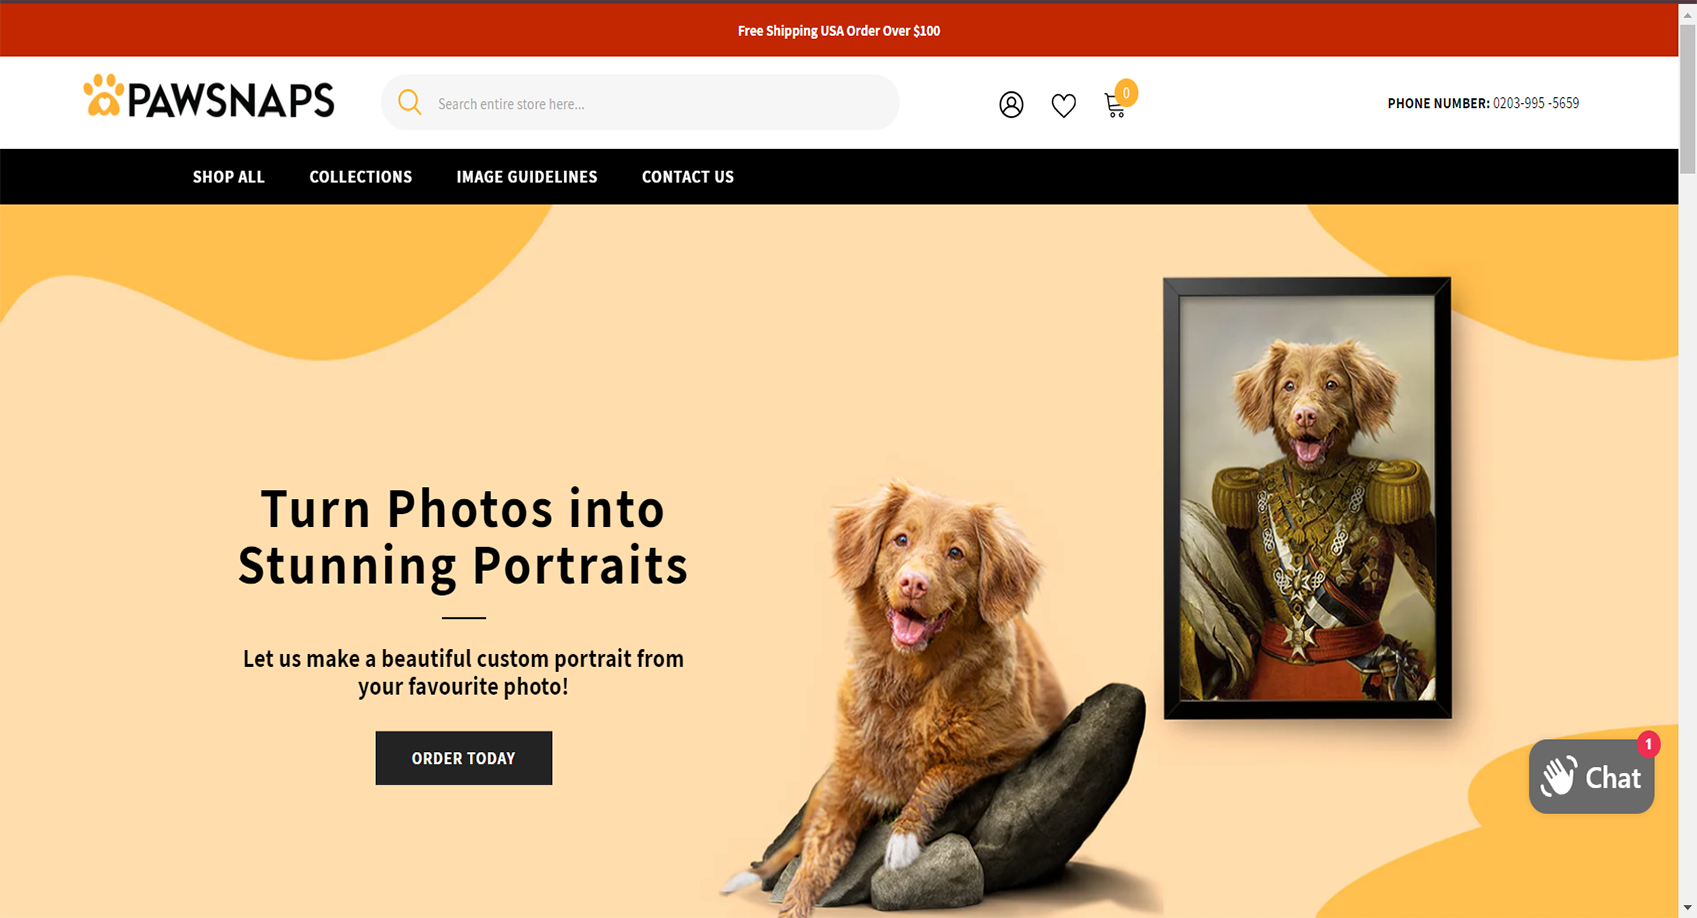 Free Shipping USA Order Over $100
PAWSNAPS
Search entire store here...
0
PHONE NUMBER: 0203-995 -5659
SHOP ALL
COLLECTIONS
IMAGE GUIDELINES
CONTACT US
Turn Photos into
Stunning Portraits
Let us make a beautiful custom portrait from
your favourite photo!
ORDER TODAY
1
Chat